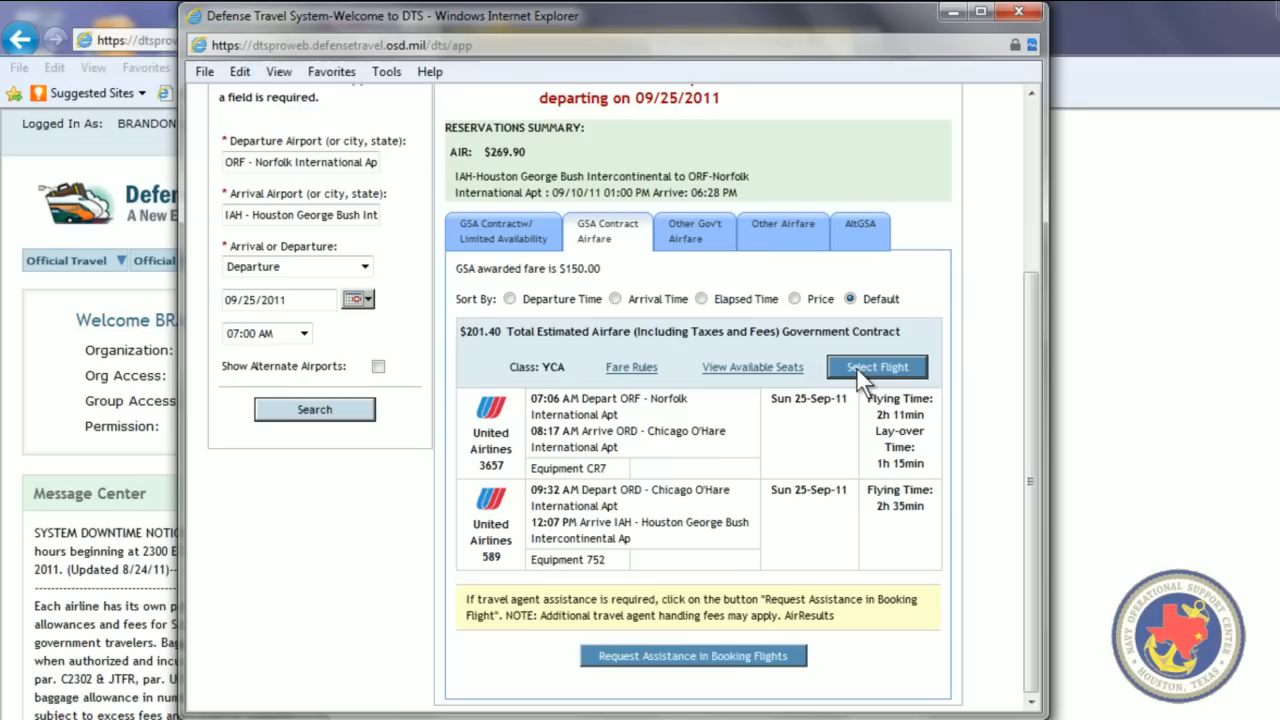 Defense Travel System-Welcome to DTS - Windows Internet Explorer
https://dtsprow
https://dtsproweb.defensetravel.osd.mil/dts/app
File Edit View Favorites
File Edit View Favorites Tools Help
Suggested Sites
Logged In As: BRANDON
Defen
A New E
Official Travel
Official
Welcome BRA
Organization:
Org Access:
Group Access
Permission:
Message Center
SYSTEM DOWNTIME NOTIC
hours beginning at 2300 E
2011. (Updated 8/24/11)--
Each airline has its own p
allowances and fees for S
government travelers. Bag
when authorized and incu
par. C2302 & JTFR, par. U
baggage allowance in num
subject to excess fees an
a field is required.
* Departure Airport (or city, state):
ORF - Norfolk International Ap
* Arrival Airport (or city, state):
IAH - Houston George Bush Int
* Arrival or Departure:
Departure
09/25/2011
07:00 AM
Show Alternate Airports:
Search
departing on 09/25/2011
RESERVATIONS SUMMARY:
AIR: $269.90
IAH-Houston George Bush Intercontinental to ORF-Norfolk
International Apt : 09/10/11 01:00 PM Arrive: 06:28 PM
GSA Contractw/
Limited Availability
GSA Contract
Airfare
Other Gov't
Airfare
Other Airfare
AltGSA
GSA awarded fare is $150.00
Sort By: Departure Time Arrival Time Elapsed Time Price Default
$201.40 Total Estimated Airfare (Including Taxes and Fees) Government Contract
Class: YCA Fare Rules View Available Seats Select Flight
United
Airlines
3657
07:06 AM Depart ORF - Norfolk
International Apt
08:17 AM Arrive ORD - Chicago O'Hare
International Apt
Equipment CR7
Sun 25-Sep-11
Flying Time:
2h 11min
Lay-over
Time:
1h 15min
United
Airlines
589
09:32 AM Depart ORD - Chicago O'Hare
International Apt
12:07 PM Arrive IAH - Houston George Bush
Intercontinental Ap
Equipment 752
Sun 25-Sep-11
Flying Time:
2h 35min
If travel agent assistance is required, click on the button "Request Assistance in Booking
Flight". NOTE: Additional travel agent handling fees may apply. AirResults
Request Assistance in Booking Flights
NAVY OPERATIONAL SUPPORT CENTER
HOUSTON, TEXAS